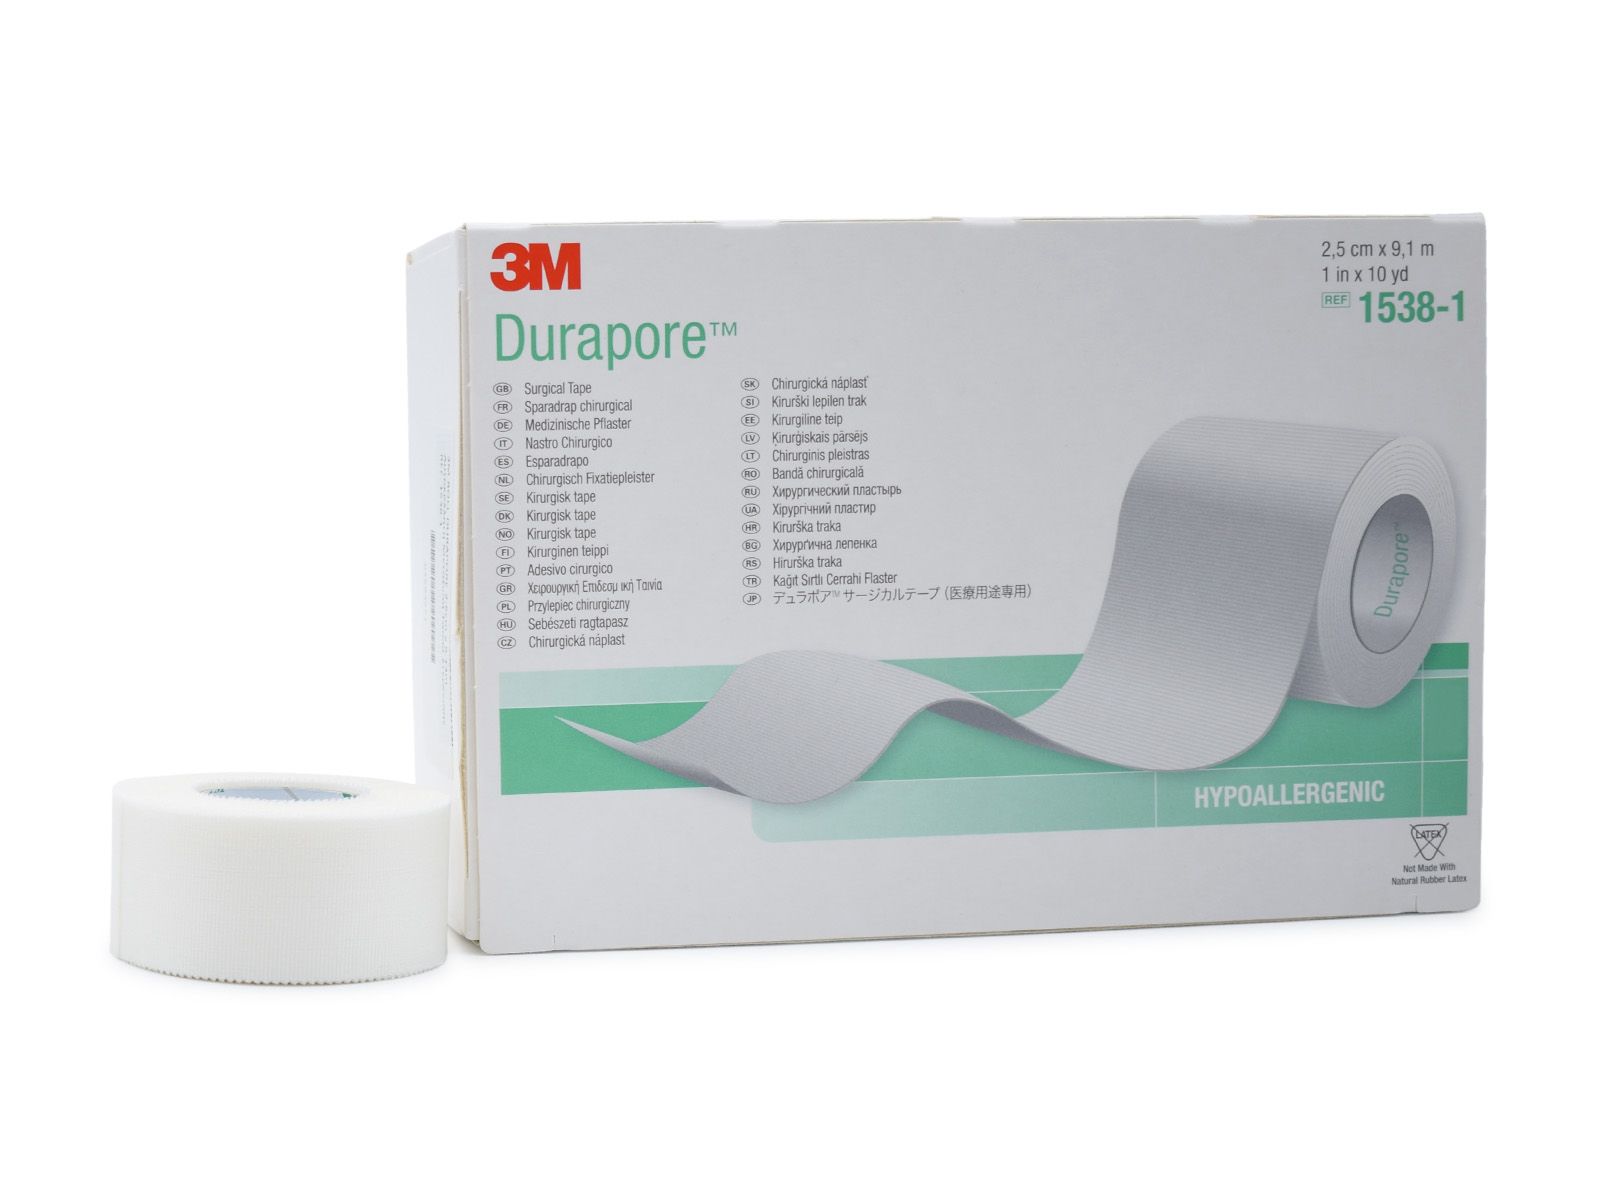 3M
Durapore™
2,5 cm x 9,1 m
1 in x 10 yd
REF 1538-1
GB Surgical Tape
FR Sparadrap chirurgical
DE Medizinische Pflaster
IT Nastro Chirurgico
ES Esparadrapo
NL Chirurgisch Fixatiepleister
SE Kirurgisk tape
DK Kirurgisk tape
NO Kirurgisk tape
FI Kirurginen teippi
PT Adesivo cirurgico
GR Χειρουργική Επιδεσμ ική Ταινία
PL Przylepiec chirurgiczny
HU Sebészeti ragtapasz
CZ Chirurgická náplast
SK Chirurgická náplasť
SI Kirurški lepilen trak
EE Kirurgiline teip
LV Ķirurģiskais pārsējs
LT Chirurginis pleistras
RO Bandă chirurgicală
RU Хирургический пластырь
UA Хірургічний пластир
HR Kirurška traka
BG Хирурґична лепенка
RS Hirurška traka
TR Kağıt Sırtlı Cerrahi Flaster
JP デュラポア™ サージカルテープ（医療用途専用）
Durapore™
HYPOALLERGENIC
LATEX
Not Made With
Natural Rubber Latex